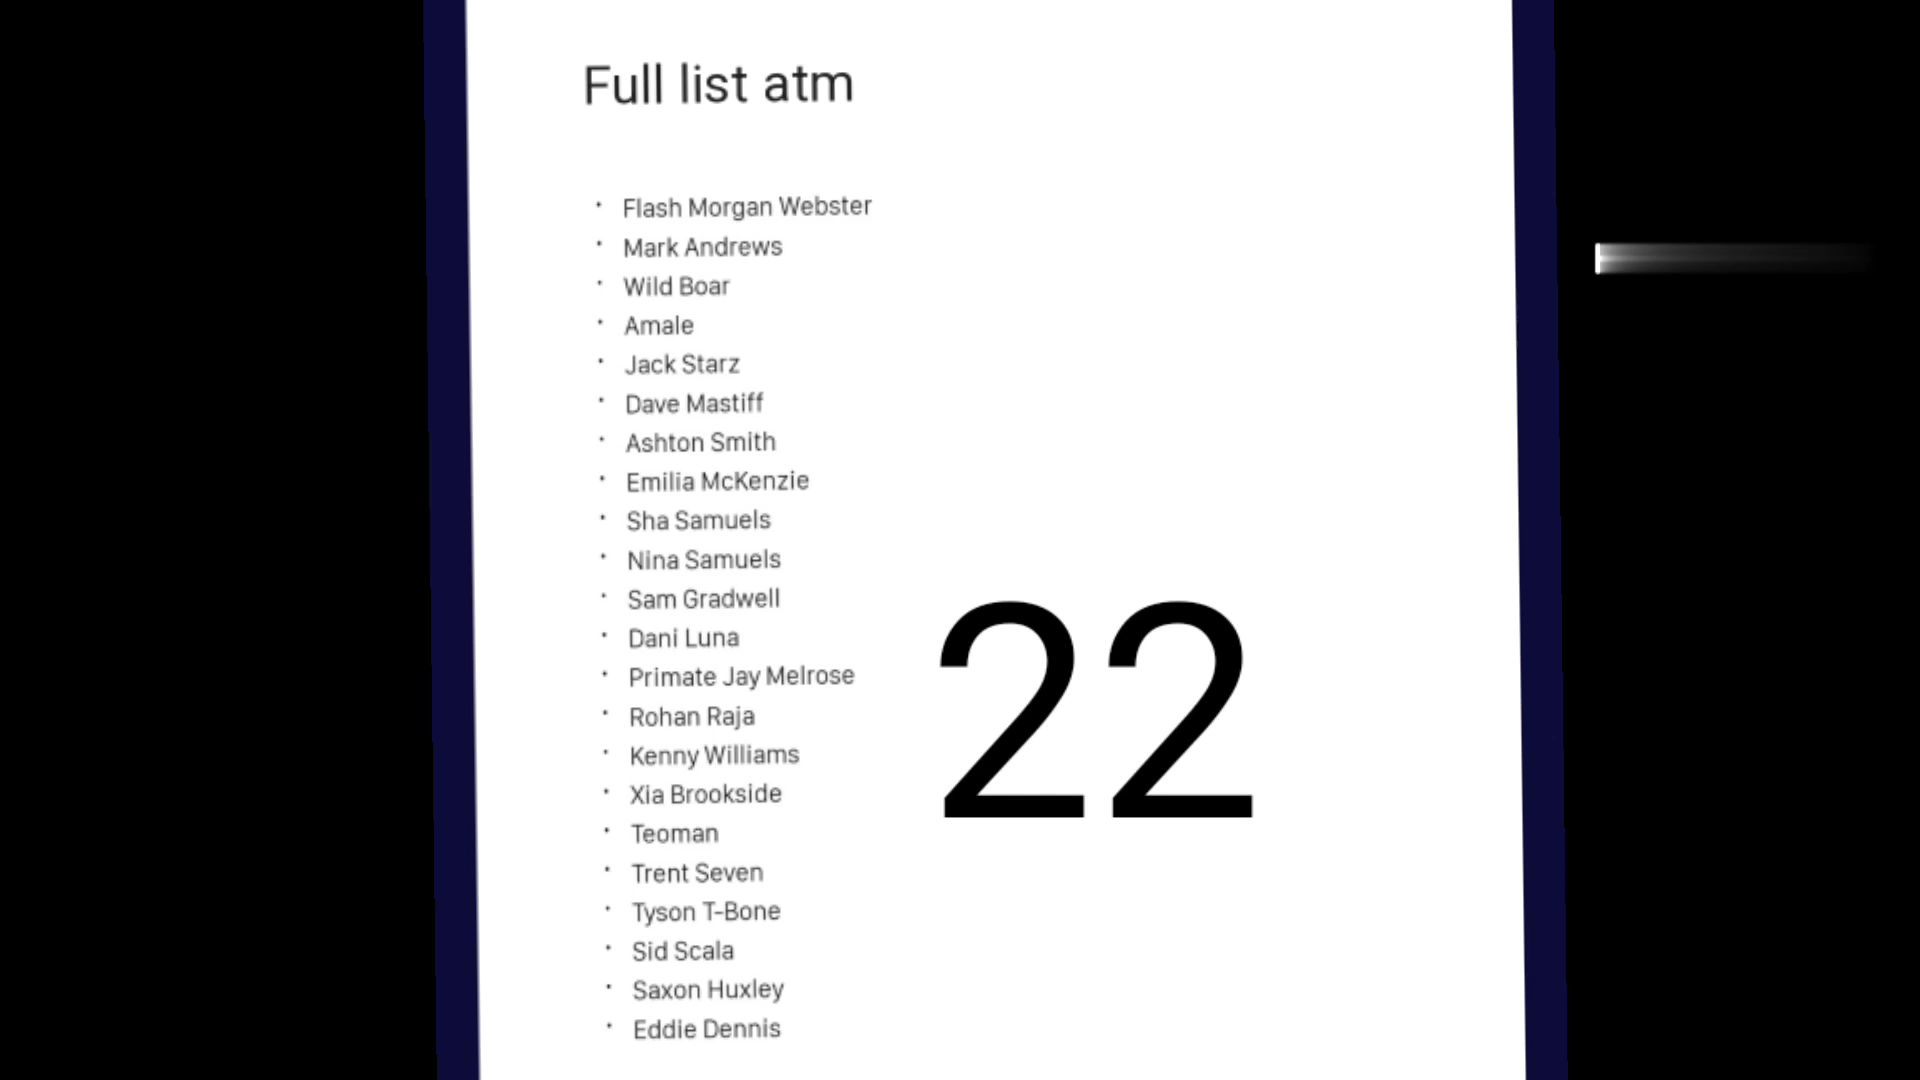 Full list atm
• Flash Morgan Webster
• Mark Andrews
• Wild Boar
• Amale
• Jack Starz
• Dave Mastiff
• Ashton Smith
• Emilia McKenzie
• Sha Samuels
• Nina Samuels
• Sam Gradwell
• Dani Luna
• Primate Jay Melrose
• Rohan Raja
• Kenny Williams
• Xia Brookside
• Teoman
• Trent Seven
• Tyson T-Bone
• Sid Scala
• Saxon Huxley
• Eddie Dennis
22